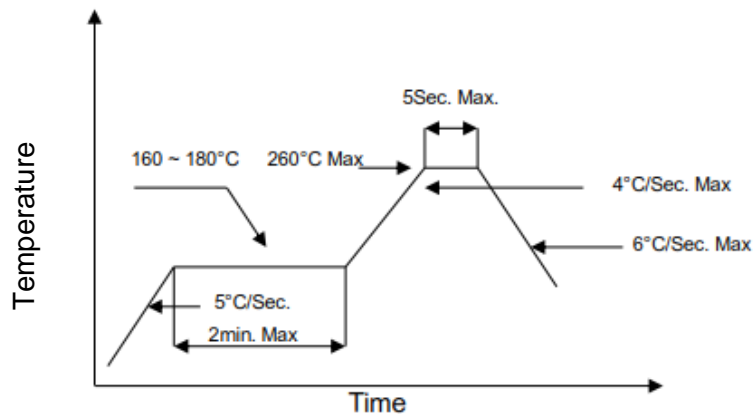 5Sec. Max.
160 ~ 180°C
260°C Max
4°C/Sec. Max
6°C/Sec. Max
Temperature
5°C/Sec.
2min. Max
Time